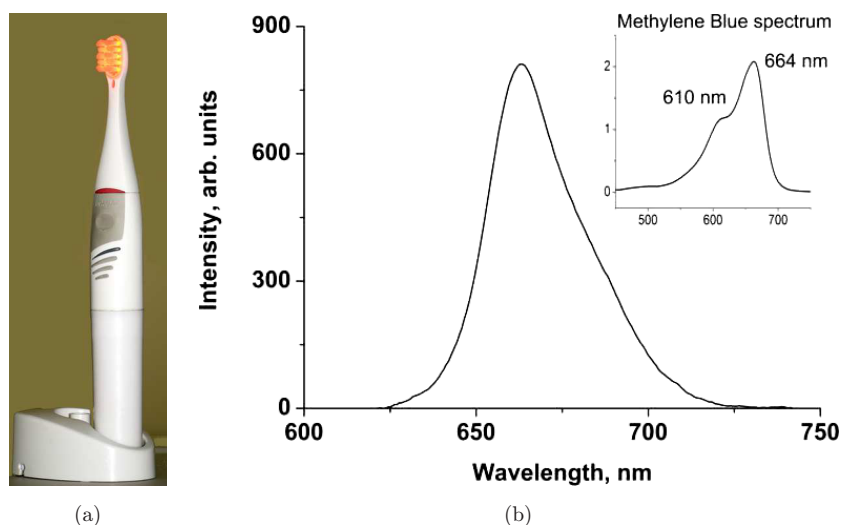 900
600
300
0
600
650
700
750
Intensity, arb. units
Wavelength, nm
Methylene Blue spectrum
664 nm
610 nm
2
1
0
500
600
700
(a)
(b)